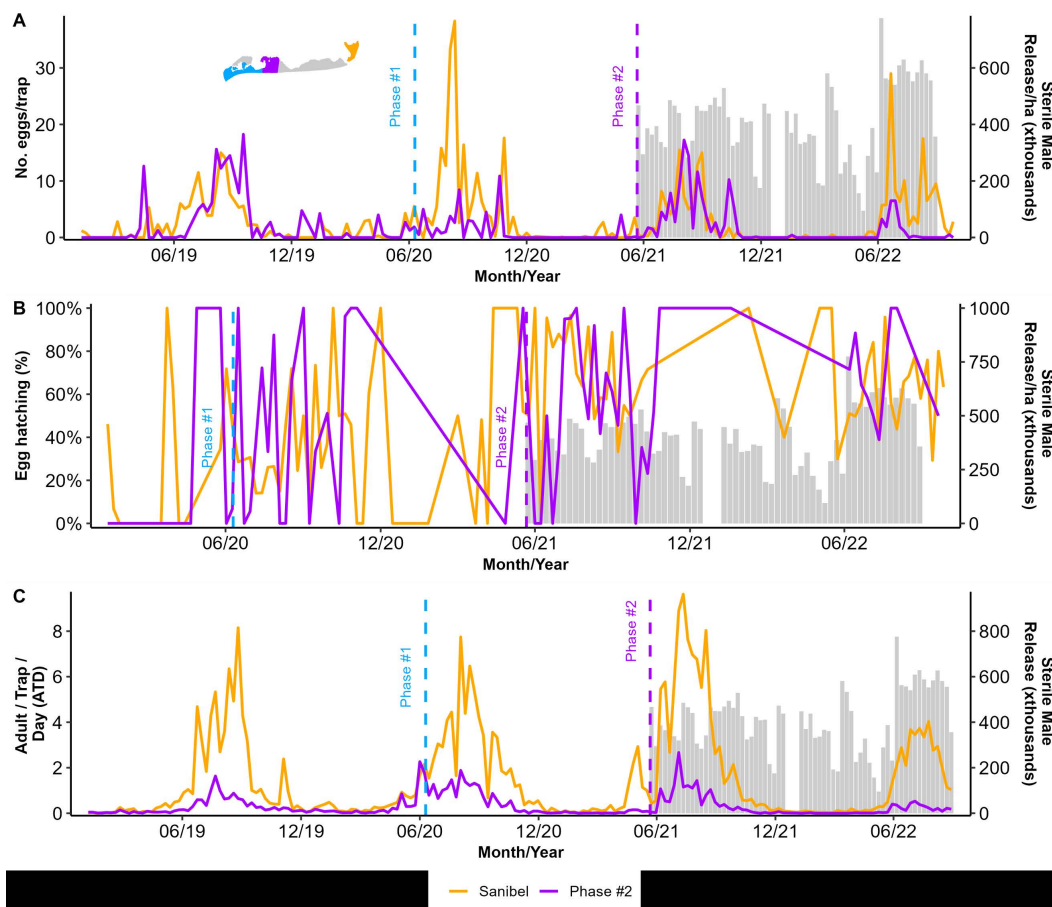 A
No. eggs/trap
30
20
10
0
Phase #1
Phase #2
600
400
200
0
Sterile Male
Release/ha (xthousands)
06/19
12/19
06/20
12/20
06/21
12/21
06/22
Month/Year
B
Egg hatching (%)
100%
80%
60%
40%
20%
0%
Phase #1
Phase #2
1000
750
500
250
0
Sterile Male
Release/ha (xthousands)
06/20
12/20
06/21
12/21
06/22
Month/Year
C
Adult / Trap /
Day (ATD)
8
6
4
2
0
Phase #1
Phase #2
800
600
400
200
0
Sterile Male
Release (xthousands)
06/19
12/19
06/20
12/20
06/21
12/21
06/22
Month/Year
Sanibel
Phase #2